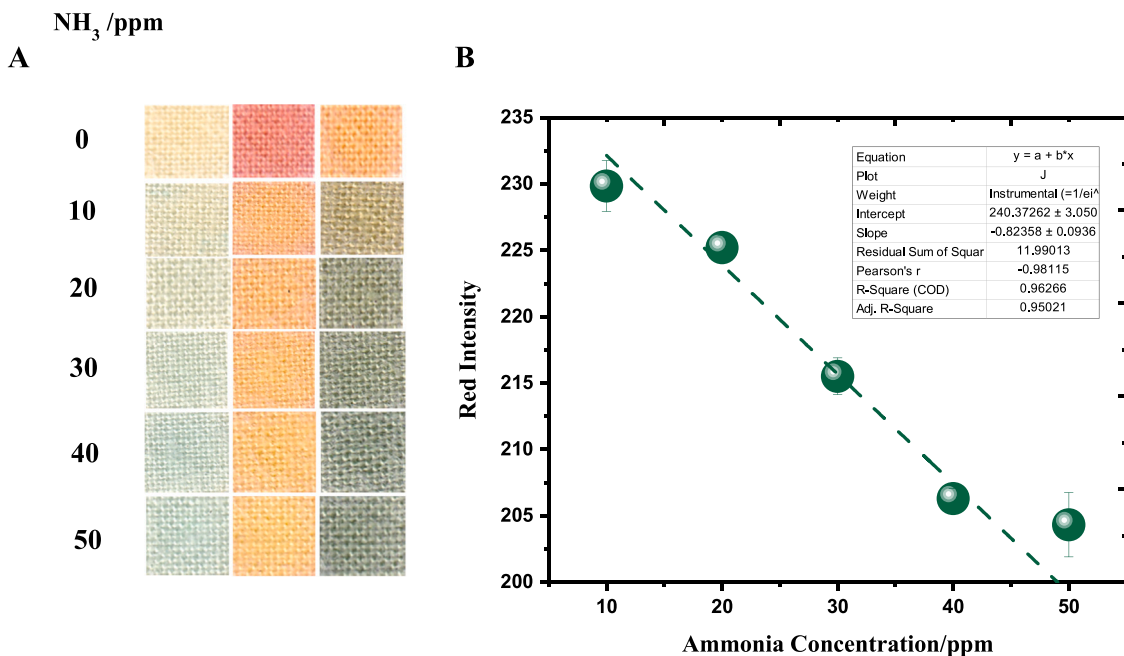 NH3 /ppm
A
B
0
10
20
30
40
50
235
230
225
220
215
210
205
200
Red Intensity
10 20 30 40 50
Ammonia Concentration/ppm
Equation y = a + b*x
Plot J
Weight Instrumental (=1/ei^
Intercept 240.37262 ± 3.050
Slope -0.82358 ± 0.0936
Residual Sum of Squar 11.99013
Pearson's r -0.98115
R-Square (COD) 0.96266
Adj. R-Square 0.95021